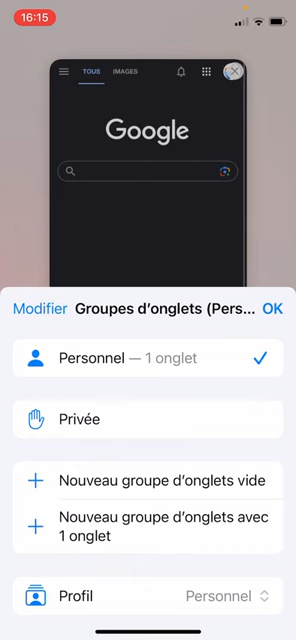 16:15
TOUS IMAGES
Google
Modifier Groupes d’onglets (Pers... OK
Personnel — 1 onglet
Privée
Nouveau groupe d’onglets vide
Nouveau groupe d’onglets avec
1 onglet
Profil Personnel